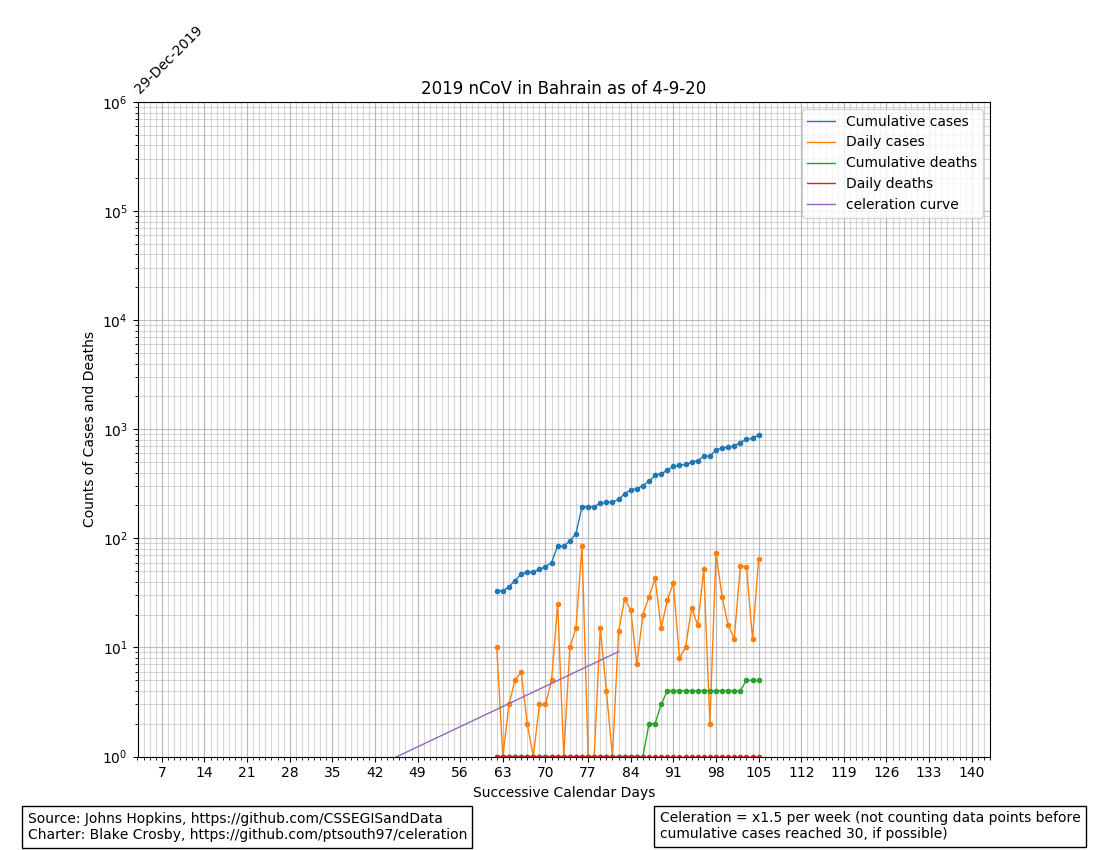 29-Dec-2019
2019 nCoV in Bahrain as of 4-9-20
Cumulative cases
Daily cases
Cumulative deaths
Daily deaths
celeration curve
10^6
10^5
10^4
10^3
10^2
10^1
10^0
Counts of Cases and Deaths
7 14 21 28 35 42 49 56 63 70 77 84 91 98 105 112 119 126 133 140
Successive Calendar Days
Source: Johns Hopkins, https://github.com/CSSEGISandData
Charter: Blake Crosby, https://github.com/ptsouth97/celeration
Celeration = x1.5 per week (not counting data points before
cumulative cases reached 30, if possible)